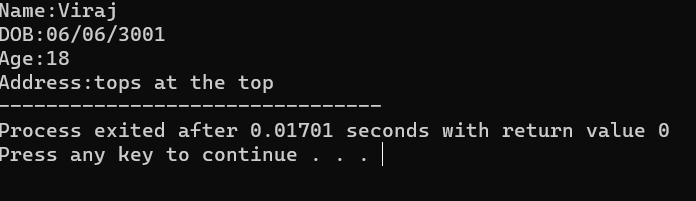 Name:Viraj
DOB:06/06/3001
Age:18
Address:tops at the top
--------------------------------
Process exited after 0.01701 seconds with return value 0
Press any key to continue . . .